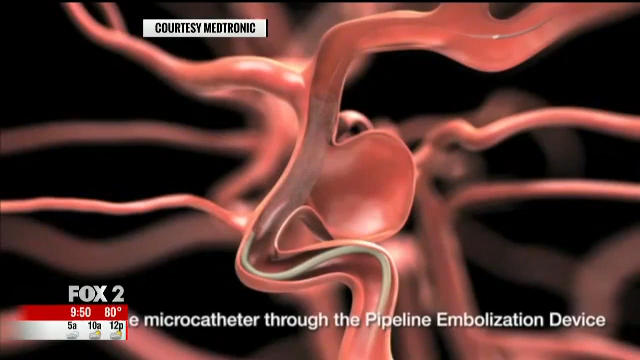 COURTESY MEDTRONIC
FOX 2
9:50 80°
5a 10a 12p
e microcatheter through the Pipeline Embolization Device